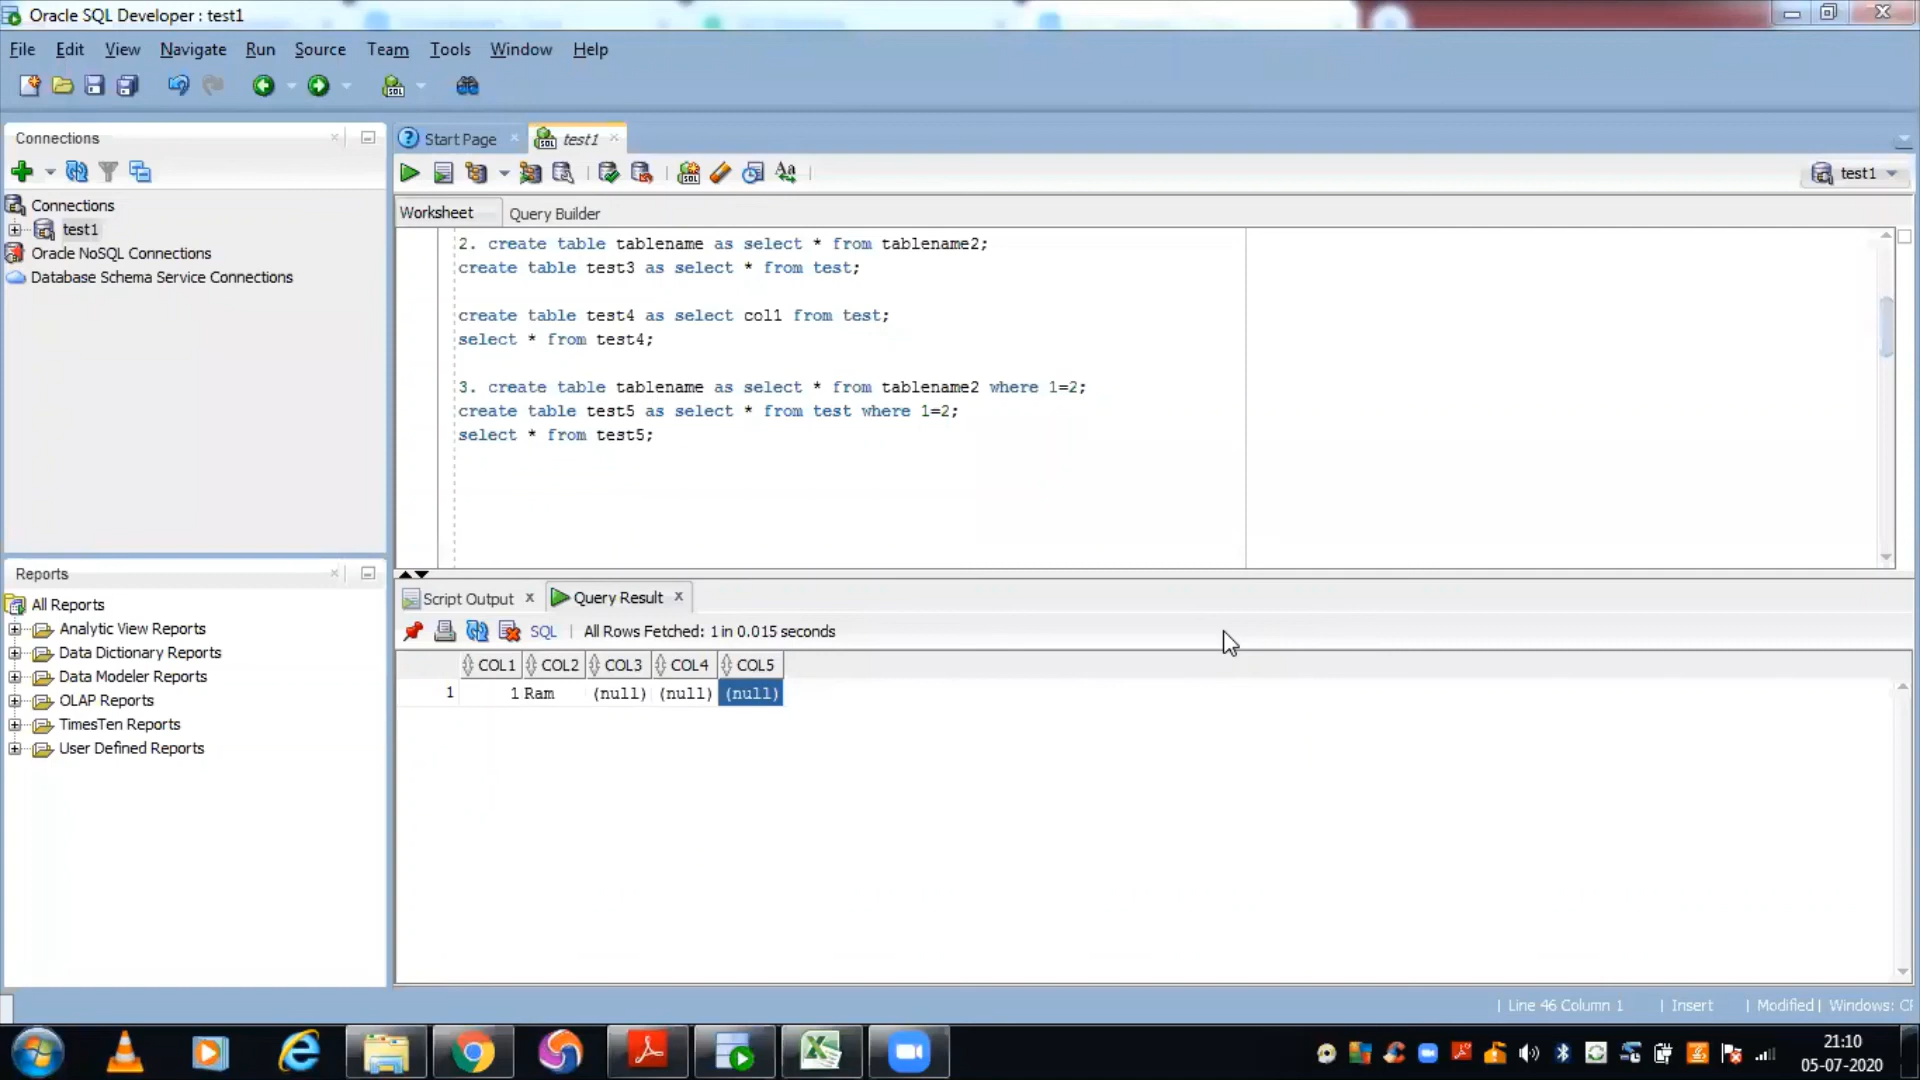 Oracle SQL Developer : test1
File Edit View Navigate Run Source Team Tools Window Help
Connections
Start Page
test1
test1
Connections
test1
Oracle NoSQL Connections
Database Schema Service Connections
Worksheet Query Builder
2. create table tablename as select * from tablename2;
create table test3 as select * from test;
create table test4 as select col1 from test;
select * from test4;
3. create table tablename as select * from tablename2 where 1=2;
create table test5 as select * from test where 1=2;
select * from test5;
Reports
All Reports
Analytic View Reports
Data Dictionary Reports
Data Modeler Reports
OLAP Reports
TimesTen Reports
User Defined Reports
Script Output Query Result
SQL | All Rows Fetched: 1 in 0.015 seconds
COL1 COL2 COL3 COL4 COL5
1 1 Ram (null) (null) (null)
| Line 46 Column 1 | Insert | Modified | Windows:
21:10
05-07-2020